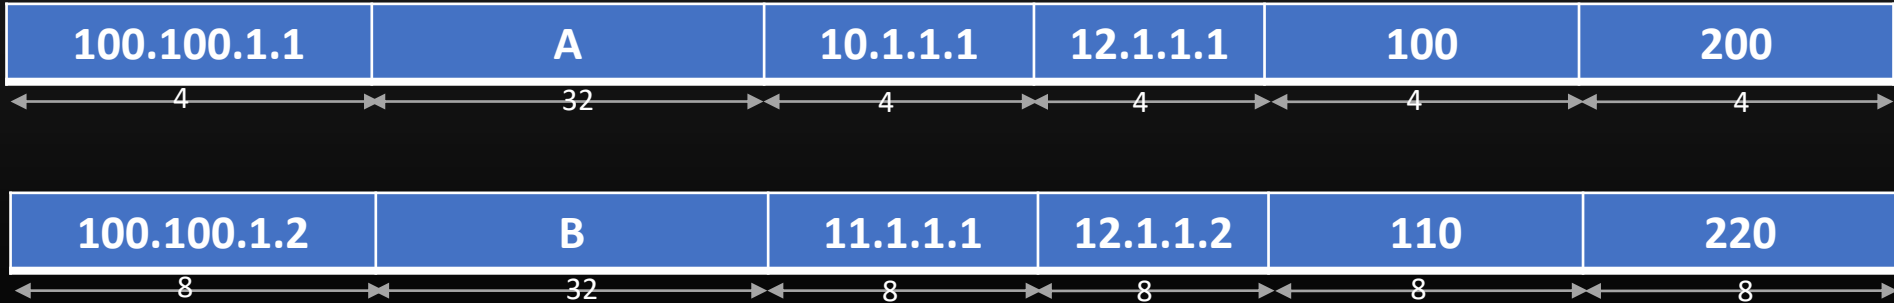 100.100.1.1 A 10.1.1.1 12.1.1.1 100 200
4 32 4 4 4 4
100.100.1.2 B 11.1.1.1 12.1.1.2 110 220
8 32 8 8 8 8